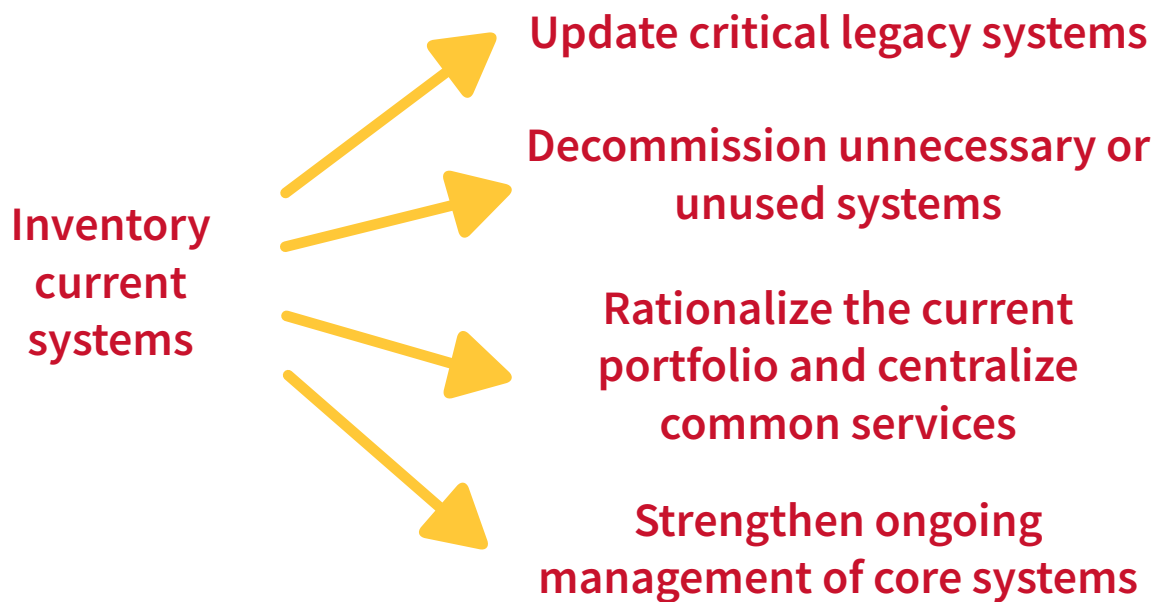 Inventory
current
systems
Update critical legacy systems
Decommission unnecessary or
unused systems
Rationalize the current
portfolio and centralize
common services
Strengthen ongoing
management of core systems